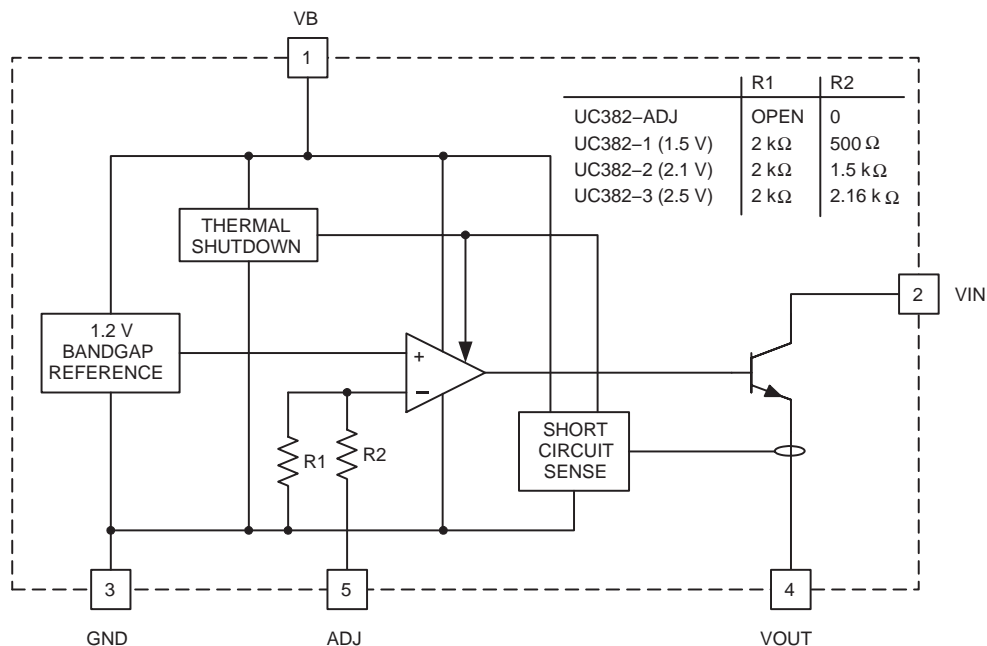 VB
1
R1 R2
UC382–ADJ OPEN 0
UC382–1 (1.5 V) 2 kΩ 500 Ω
UC382–2 (2.1 V) 2 kΩ 1.5 kΩ
UC382–3 (2.5 V) 2 kΩ 2.16 k Ω
THERMAL
SHUTDOWN
2 VIN
1.2 V
BANDGAP
REFERENCE
+
–
SHORT
CIRCUIT
SENSE
R1 R2
3 5 4
GND ADJ VOUT